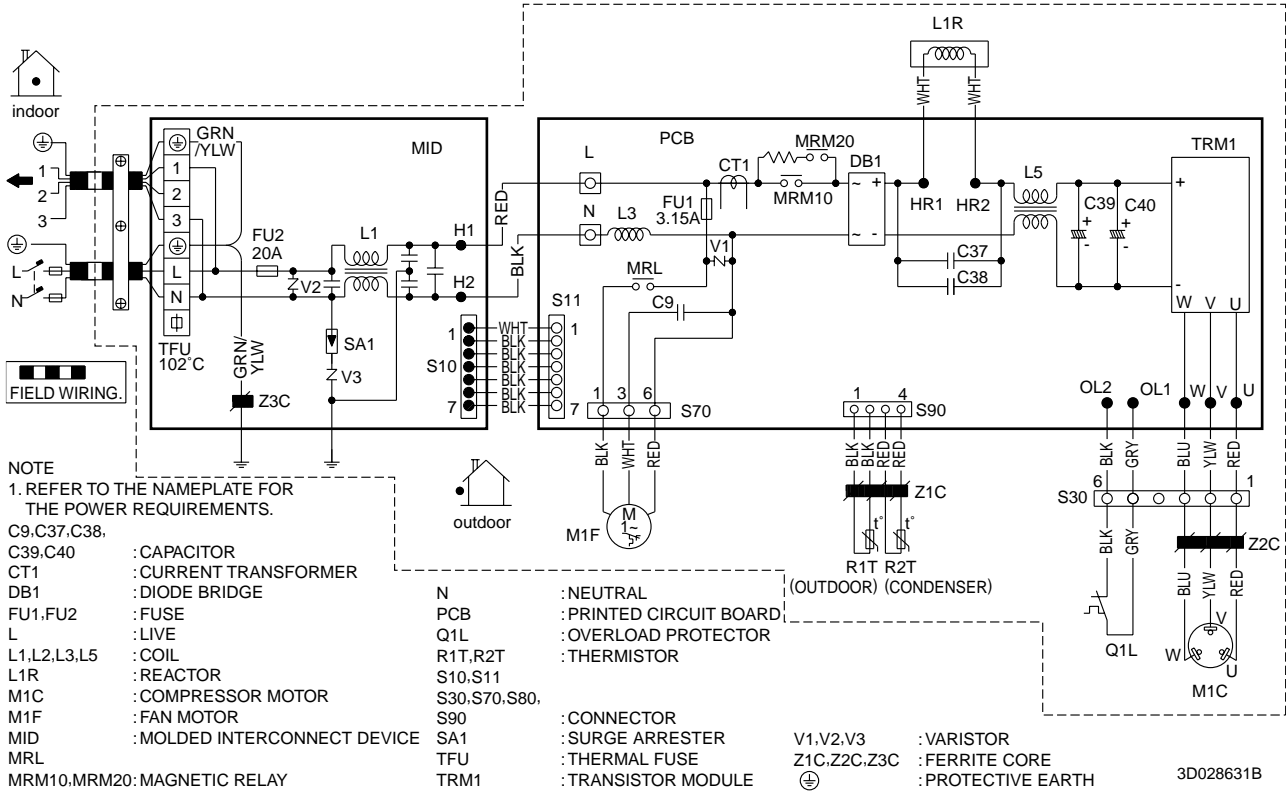 L1R
WHT
WHT
indoor
1
2
3
L
N
FIELD WIRING.
MID
GRN
/YLW
1
2
3
L
N
TFU
102°C
FU2
20A
V2
L1
H1
H2
RED
BLK
SA1
V3
GRN/
YLW
Z3C
S10
1
7
WHT
BLK
BLK
BLK
BLK
BLK
BLK
S11
1
7
PCB
L
N
L3
CT1
FU1
3.15A
V1
MRM20
MRM10
DB1
~
+
~
-
HR1
HR2
L5
C39
+
-
C40
+
-
TRM1
+
-
W
V
U
C37
C38
MRL
C9
1
3
6
S70
1
4
S90
OL2
OL1
W
V
U
BLK
WHT
RED
M1F
M
1~
BLK
BLK
RED
RED
Z1C
t°
t°
R1T
R2T
(OUTDOOR)
(CONDENSER)
BLK
GRY
BLU
YLW
RED
6
1
S30
BLK
GRY
Q1L
BLU
YLW
RED
Z2C
V
W
U
M1C
outdoor
NOTE
1. REFER TO THE NAMEPLATE FOR
THE POWER REQUIREMENTS.
C9,C37,C38,
C39,C40 :CAPACITOR
CT1 :CURRENT TRANSFORMER
DB1 :DIODE BRIDGE
FU1,FU2 :FUSE
L :LIVE
L1,L2,L3,L5 :COIL
L1R :REACTOR
M1C :COMPRESSOR MOTOR
M1F :FAN MOTOR
MID :MOLDED INTERCONNECT DEVICE
MRL
MRM10,MRM20:MAGNETIC RELAY
N :NEUTRAL
PCB :PRINTED CIRCUIT BOARD
Q1L :OVERLOAD PROTECTOR
R1T,R2T :THERMISTOR
S10,S11
S30,S70,S80,
S90 :CONNECTOR
SA1 :SURGE ARRESTER
TFU :THERMAL FUSE
TRM1 :TRANSISTOR MODULE
V1,V2,V3 :VARISTOR
Z1C,Z2C,Z3C :FERRITE CORE
:PROTECTIVE EARTH
3D028631B